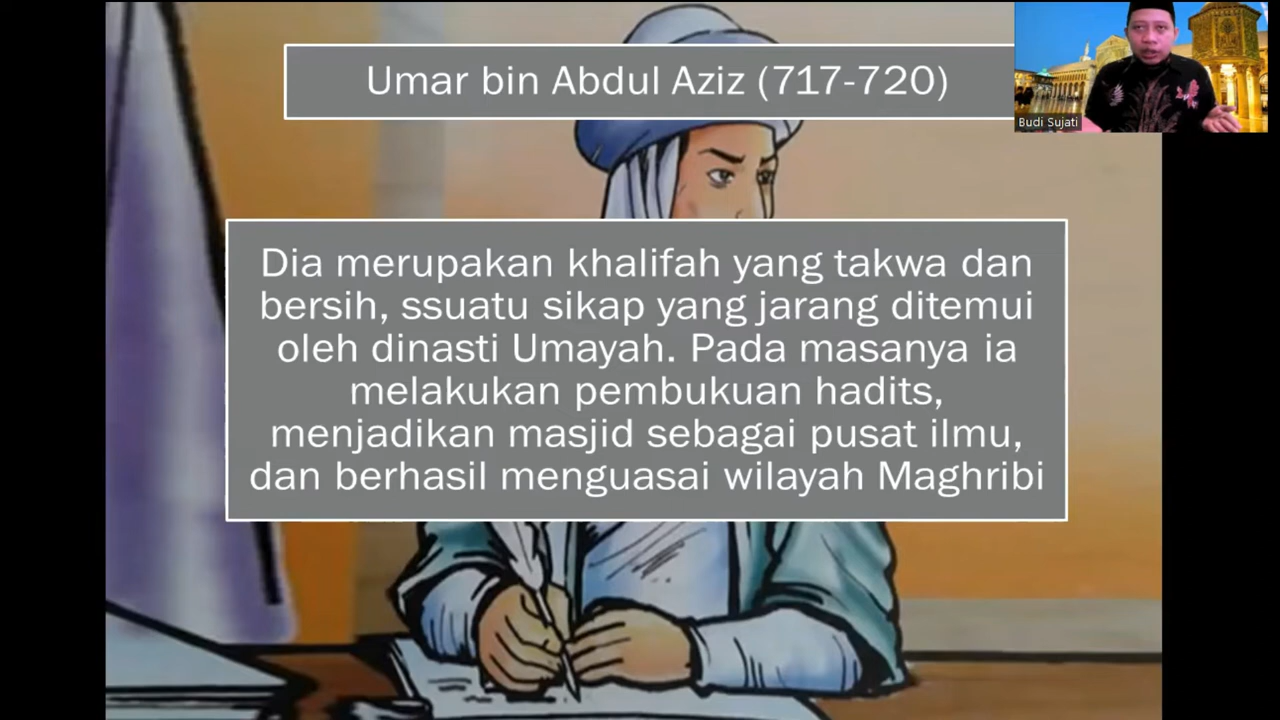 Umar bin Abdul Aziz (717-720)
Budi Sujati
Dia merupakan khalifah yang takwa dan
bersih, ssuatu sikap yang jarang ditemui
oleh dinasti Umayah. Pada masanya ia
melakukan pembukuan hadits,
menjadikan masjid sebagai pusat ilmu,
dan berhasil menguasai wilayah Maghribi